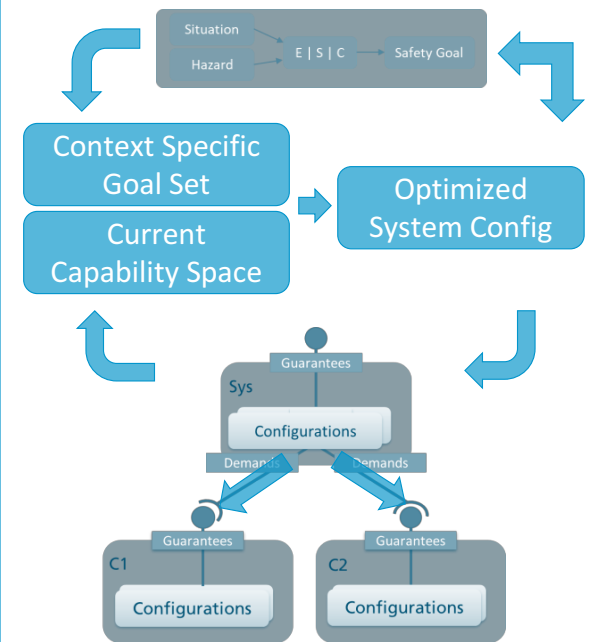 Situation
Hazard
E | S | C
Safety Goal
Context Specific
Goal Set
Current
Capability Space
Optimized
System Config
Guarantees
Sys
Configurations
Demands
Demands
Guarantees
C1
Configurations
Guarantees
C2
Configurations